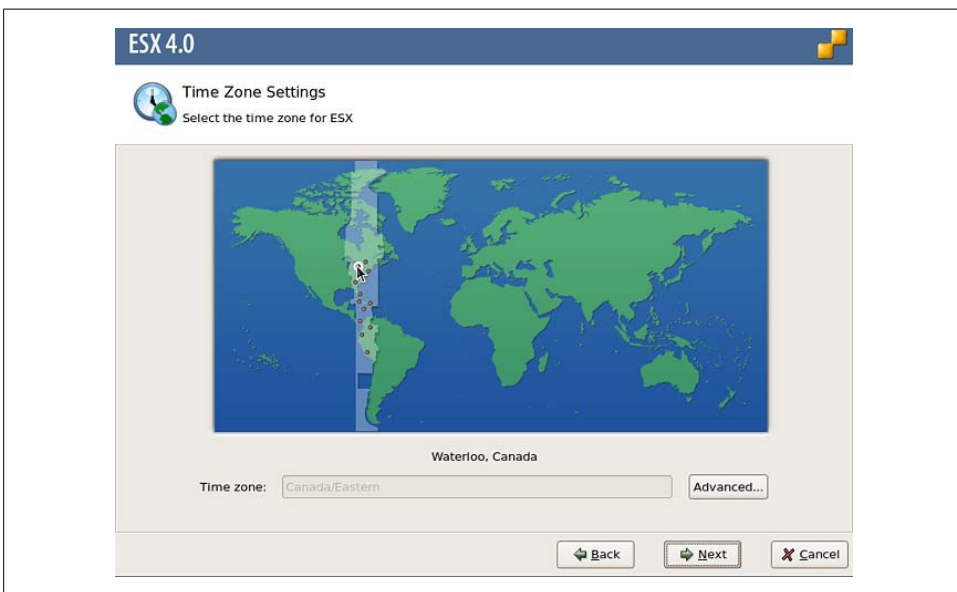 ESX 4.0
Time Zone Settings
Select the time zone for ESX
Waterloo, Canada
Time zone: Canada/Eastern Advanced...
Back Next Cancel